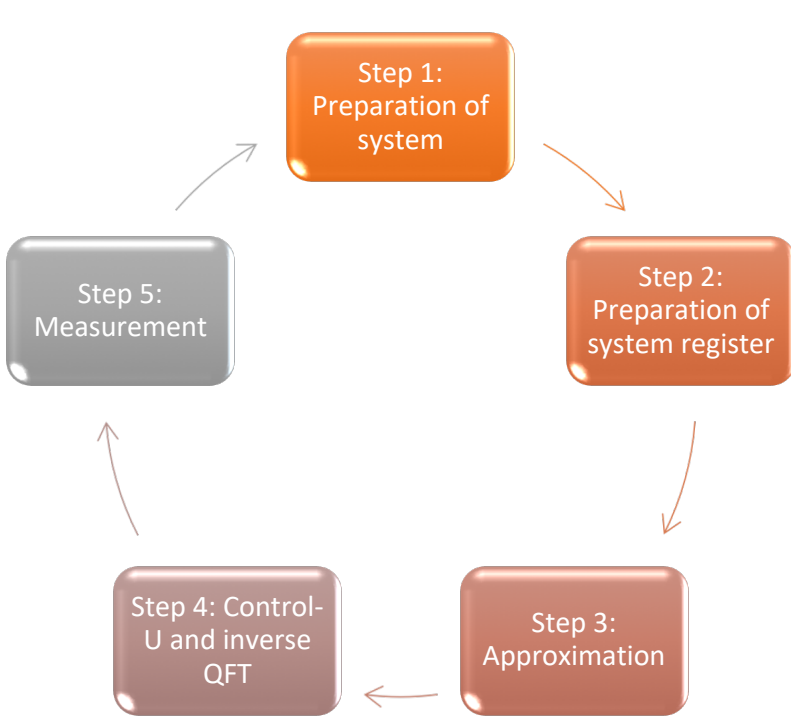 Step 1:
Preparation of
system
Step 2:
Preparation of
system register
Step 3:
Approximation
Step 4: Control-
U and inverse
QFT
Step 5:
Measurement